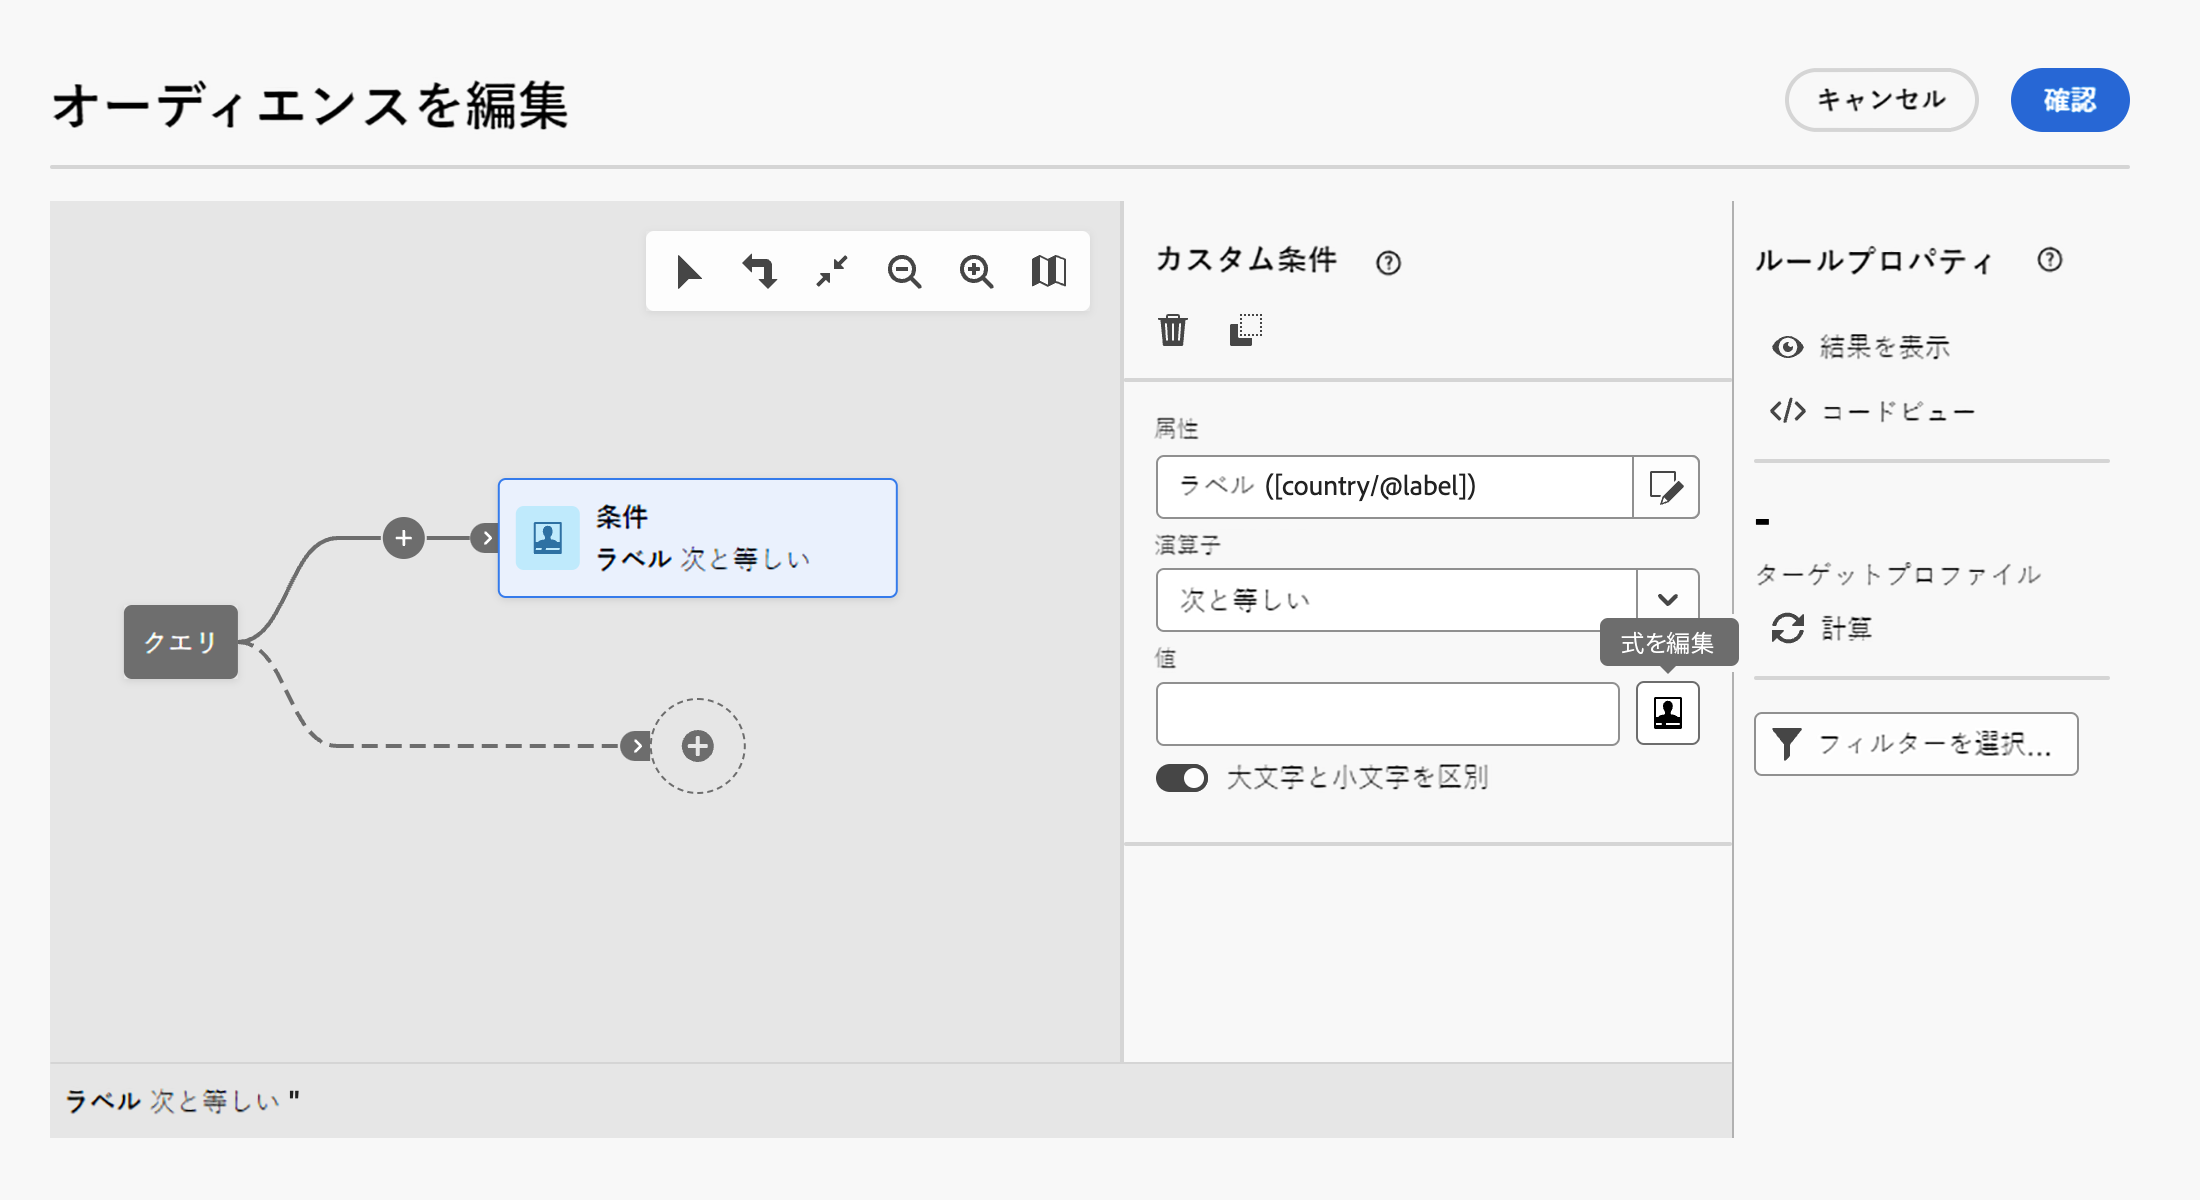 オーディエンスを編集
キャンセル
確認
クエリ
条件
ラベル 次と等しい
カスタム条件
属性
ラベル ([country/@label])
演算子
次と等しい
式を編集
値
大文字と小文字を区別
ルールプロパティ
結果を表示
コードビュー
-
ターゲットプロファイル
計算
フィルターを選択...
ラベル 次と等しい "